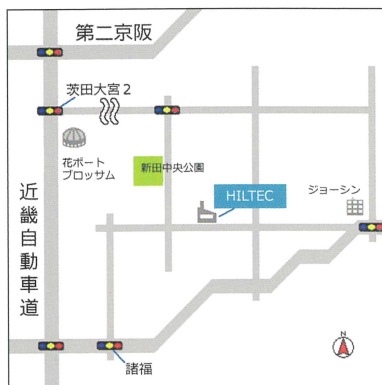 第二京阪
茨田大宮２
花ポート
ブロッサム
新田中央公園
HILTEC
ジョーシン
近畿自動車道
諸福
N